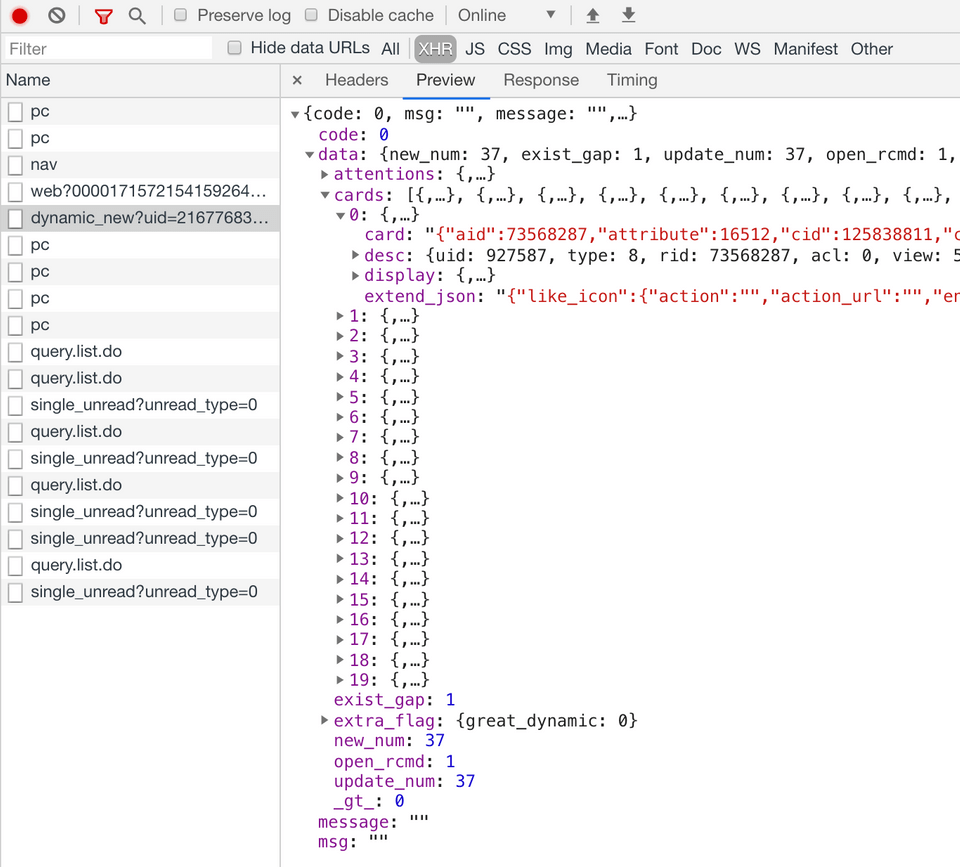 Preserve log Disable cache Online
Filter Hide data URLs All XHR JS CSS Img Media Font Doc WS Manifest Other
Name
pc
pc
nav
web?0000171572154159264…
dynamic_new?uid=21677683…
pc
pc
pc
pc
query.list.do
query.list.do
single_unread?unread_type=0
query.list.do
single_unread?unread_type=0
query.list.do
single_unread?unread_type=0
single_unread?unread_type=0
query.list.do
single_unread?unread_type=0
× Headers Preview Response Timing
{code: 0, msg: "", message: "",…}
code: 0
data: {new_num: 37, exist_gap: 1, update_num: 37, open_rcmd: 1,
attentions: {,…}
cards: [{,…}, {,…}, {,…}, {,…}, {,…}, {,…}, {,…}, {,…}, {,…},
0: {,…}
card: "{"aid":73568287,"attribute":16512,"cid":125838811,"c
desc: {uid: 927587, type: 8, rid: 73568287, acl: 0, view: 5
display: {,…}
extend_json: "{"like_icon":{"action":"","action_url":"","en
1: {,…}
2: {,…}
3: {,…}
4: {,…}
5: {,…}
6: {,…}
7: {,…}
8: {,…}
9: {,…}
10: {,…}
11: {,…}
12: {,…}
13: {,…}
14: {,…}
15: {,…}
16: {,…}
17: {,…}
18: {,…}
19: {,…}
exist_gap: 1
extra_flag: {great_dynamic: 0}
new_num: 37
open_rcmd: 1
update_num: 37
_gt_: 0
message: ""
msg: ""